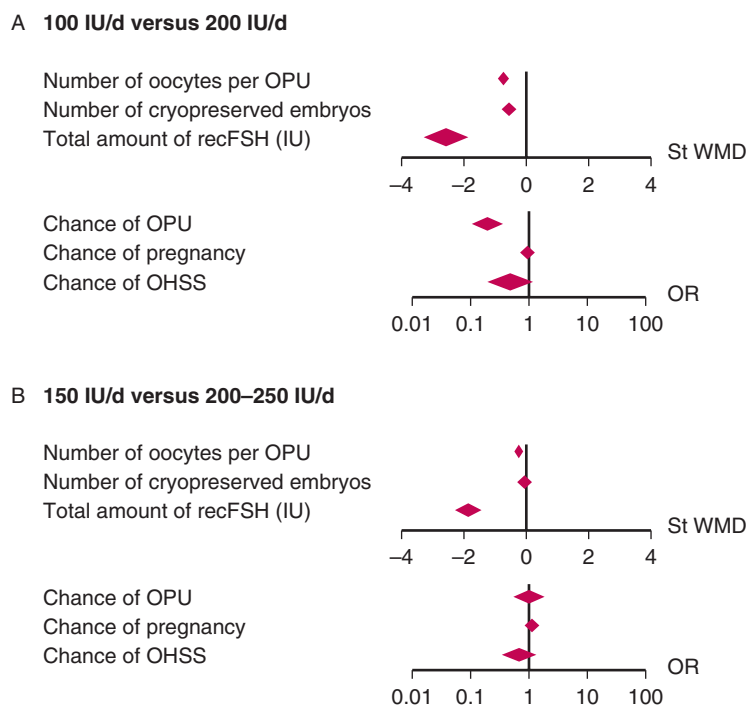 A 100 IU/d versus 200 IU/d
Number of oocytes per OPU
Number of cryopreserved embryos
Total amount of recFSH (IU)
St WMD
–4 –2 0 2 4
Chance of OPU
Chance of pregnancy
Chance of OHSS
OR
0.01 0.1 1 10 100
B 150 IU/d versus 200–250 IU/d
Number of oocytes per OPU
Number of cryopreserved embryos
Total amount of recFSH (IU)
St WMD
–4 –2 0 2 4
Chance of OPU
Chance of pregnancy
Chance of OHSS
OR
0.01 0.1 1 10 100